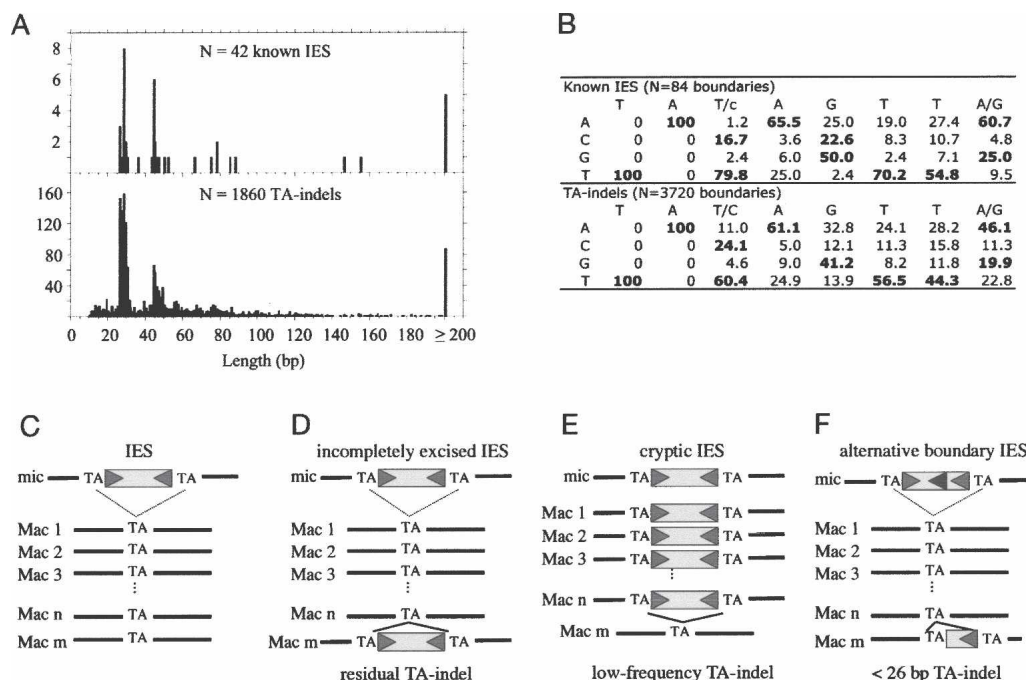 A
N = 42 known IES
8
6
4
2
N = 1860 TA-indels
160
120
80
40
0 20 40 60 80 100 120 140 160 180 ≥ 200
Length (bp)
B
Known IES (N=84 boundaries)
T A T/c A G T T A/G
A 0 100 1.2 65.5 25.0 19.0 27.4 60.7
C 0 0 16.7 3.6 22.6 8.3 10.7 4.8
G 0 0 2.4 6.0 50.0 2.4 7.1 25.0
T 100 0 79.8 25.0 2.4 70.2 54.8 9.5
TA-indels (N=3720 boundaries)
T A T/C A G T T A/G
A 0 100 11.0 61.1 32.8 24.1 28.2 46.1
C 0 0 24.1 5.0 12.1 11.3 15.8 11.3
G 0 0 4.6 9.0 41.2 8.2 11.8 19.9
T 100 0 60.4 24.9 13.9 56.5 44.3 22.8
C
IES
mic TA TA
Mac 1 TA
Mac 2 TA
Mac 3 TA
Mac n TA
Mac m TA
D
incompletely excised IES
mic TA TA
Mac 1 TA
Mac 2 TA
Mac 3 TA
Mac n TA
Mac m TA TA
residual TA-indel
E
cryptic IES
mic TA TA
Mac 1 TA TA
Mac 2 TA TA
Mac 3 TA TA
Mac n TA TA
Mac m TA
low-frequency TA-indel
F
alternative boundary IES
mic TA TA
Mac 1 TA
Mac 2 TA
Mac 3 TA
Mac n TA
Mac m TA TA
< 26 bp TA-indel